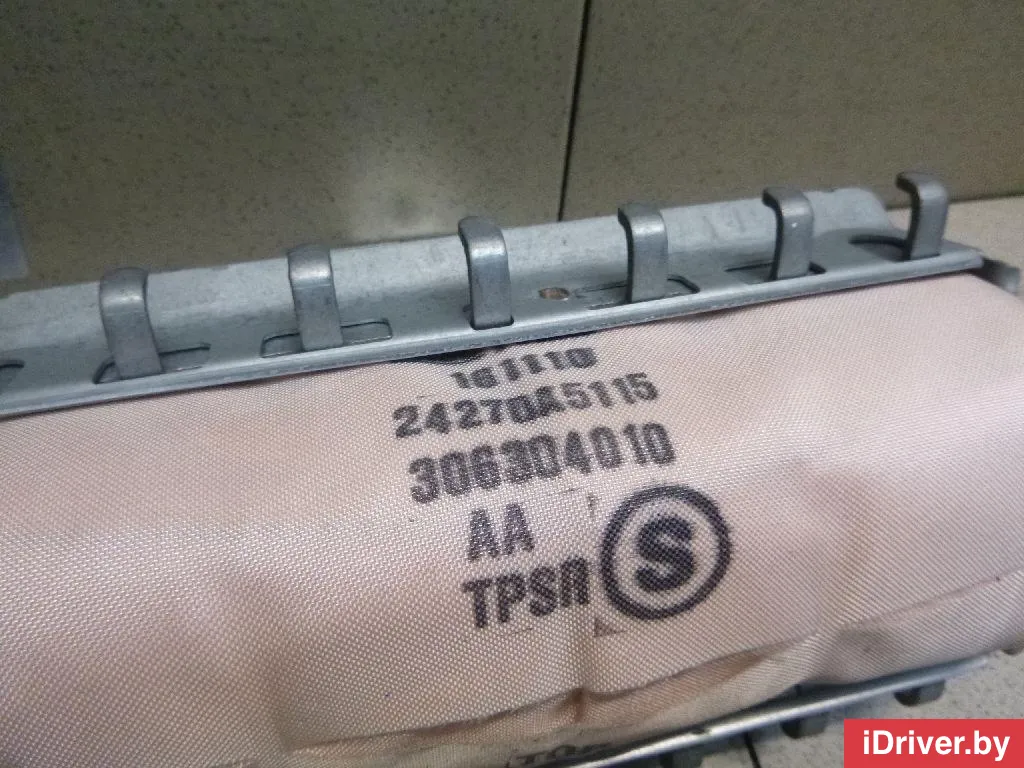 161110
24270A5115
306304010
AA
TPSR S
iDriver.by